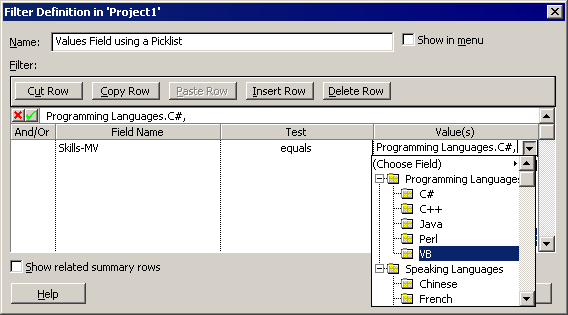 Filter Definition in 'Project1'
Name: Values Field using a Picklist Show in menu
Filter:
Cut Row Copy Row Paste Row Insert Row Delete Row
Programming Languages.C#,
And/Or Field Name Test Value(s)
Skills-MV equals Programming Languages.C#,
(Choose Field)
Programming Languages
C#
C++
Java
Perl
VB
Speaking Languages
Chinese
French
Show related summary rows
Help